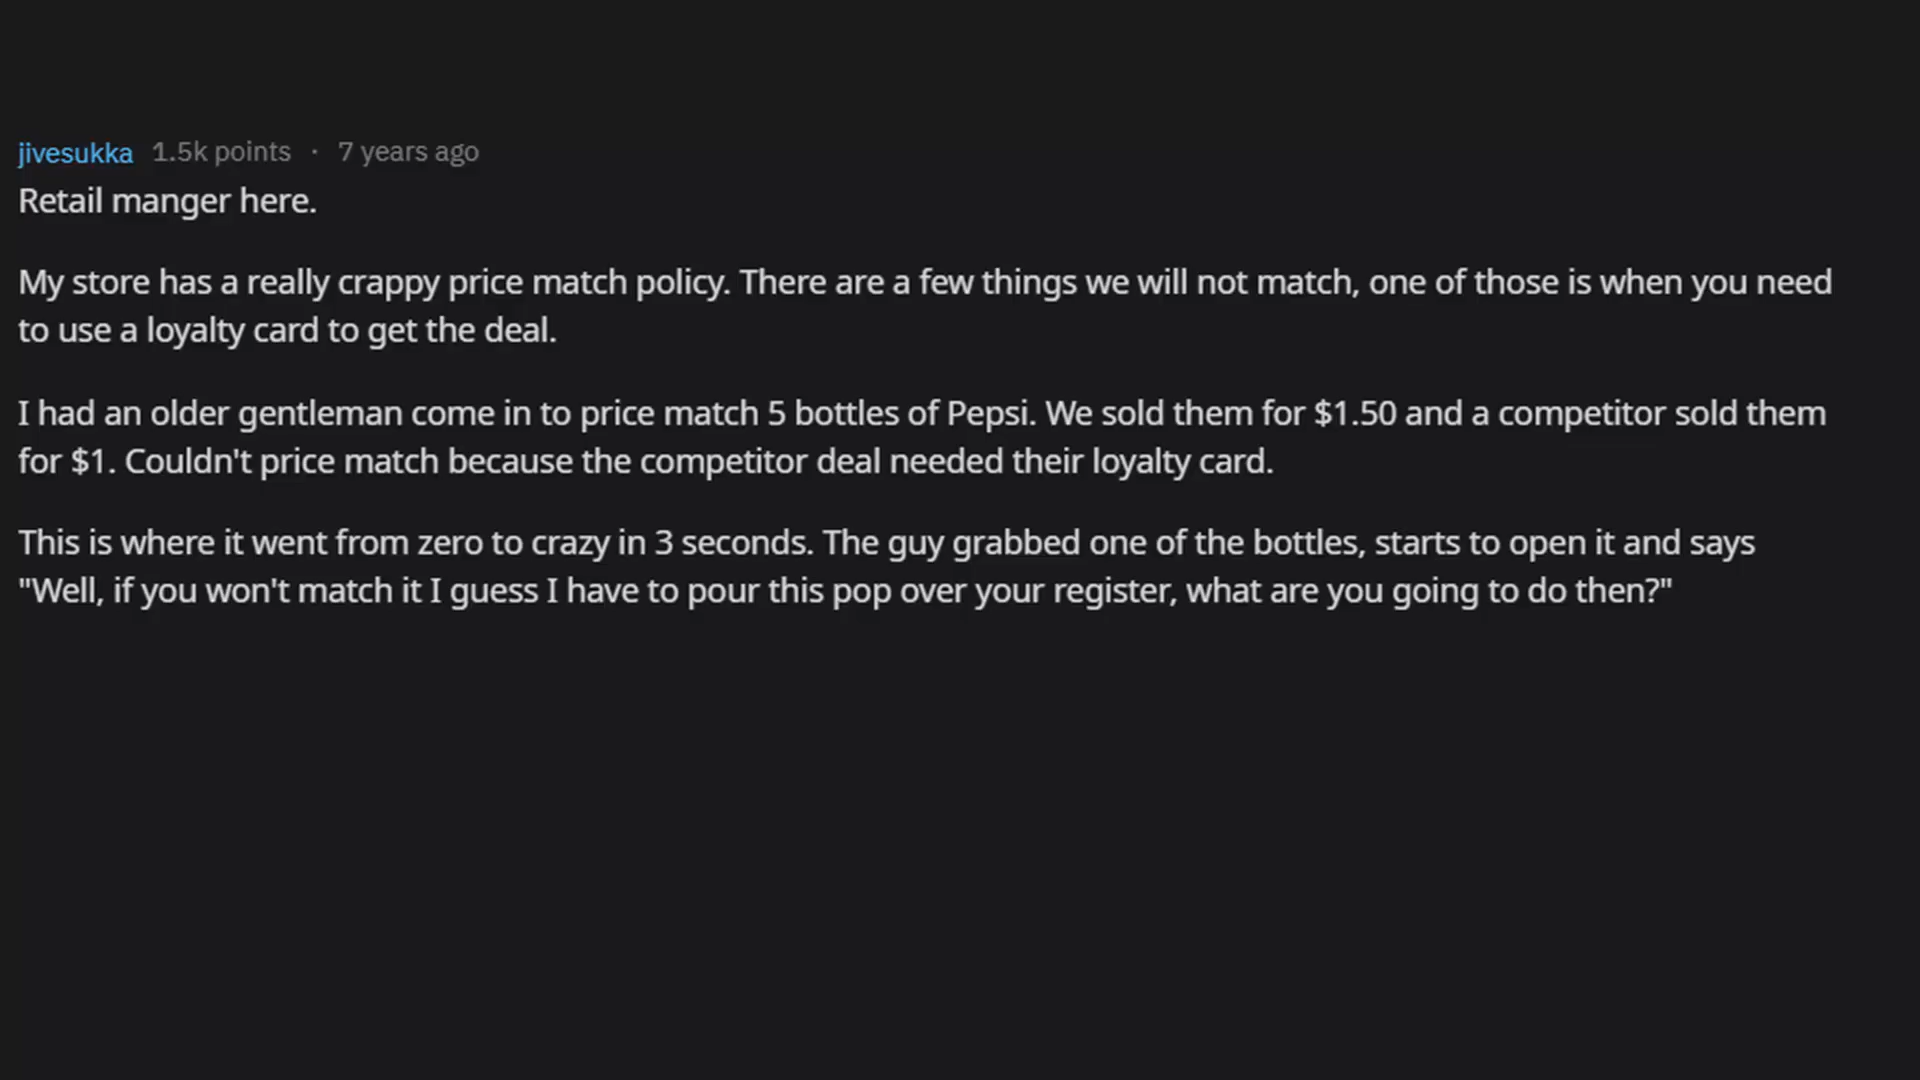 jivesukka 1.5k points · 7 years ago
Retail manger here.
My store has a really crappy price match policy. There are a few things we will not match, one of those is when you need
to use a loyalty card to get the deal.
I had an older gentleman come in to price match 5 bottles of Pepsi. We sold them for $1.50 and a competitor sold them
for $1. Couldn't price match because the competitor deal needed their loyalty card.
This is where it went from zero to crazy in 3 seconds. The guy grabbed one of the bottles, starts to open it and says
"Well, if you won't match it I guess I have to pour this pop over your register, what are you going to do then?"